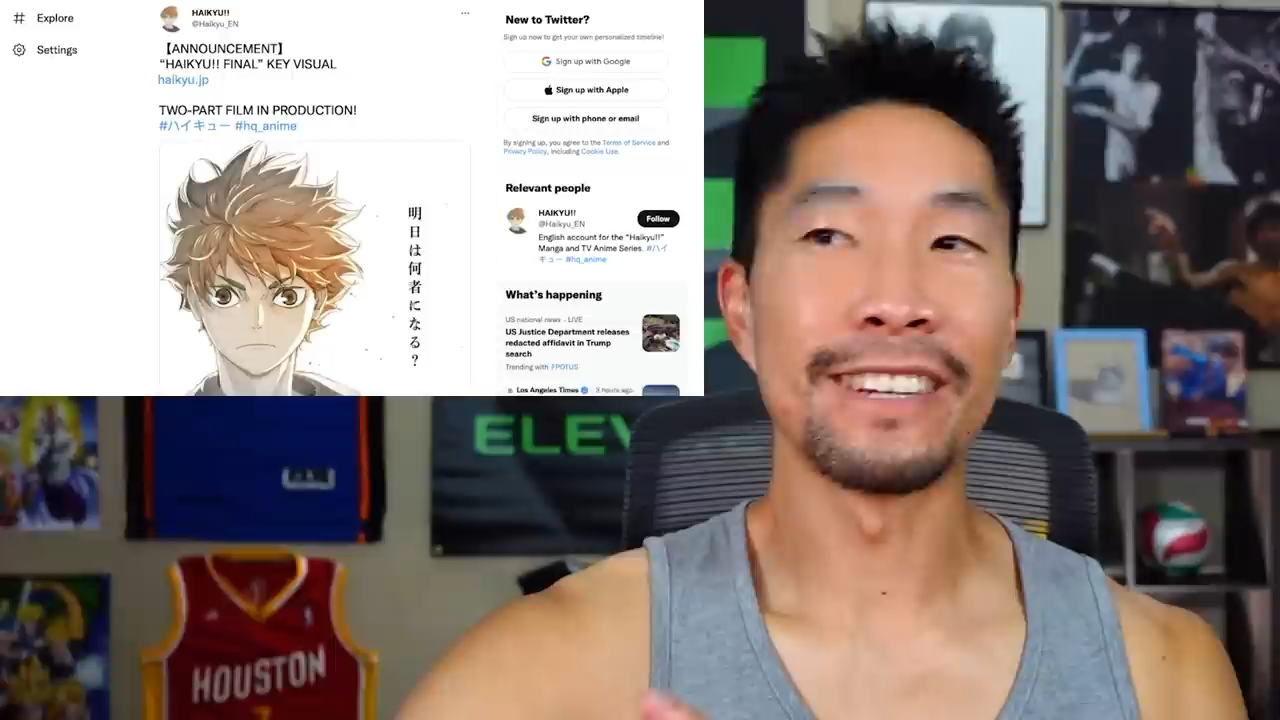 Explore
Settings
HAIKYU!!
@Haikyu_EN
【ANNOUNCEMENT】
“HAIKYU!! FINAL” KEY VISUAL
haikyu.jp
TWO-PART FILM IN PRODUCTION!
#ハイキュー #hq_anime
明日は何者になる?
New to Twitter?
Sign up now to get your own personalized timeline!
Sign up with Google
Sign up with Apple
Sign up with phone or email
By signing up, you agree to the Terms of Service and
Privacy Policy, including Cookie Use.
Relevant people
HAIKYU!!
@Haikyu_EN
Follow
English account for the “Haikyu!!”
Manga and TV Anime Series. #ハイ
キュー #hq_anime
What’s happening
US national news · LIVE
US Justice Department releases
redacted affidavit in Trump
search
Trending with FPOTUS
Los Angeles Times
3 hours ago
ELEV
HOUSTON